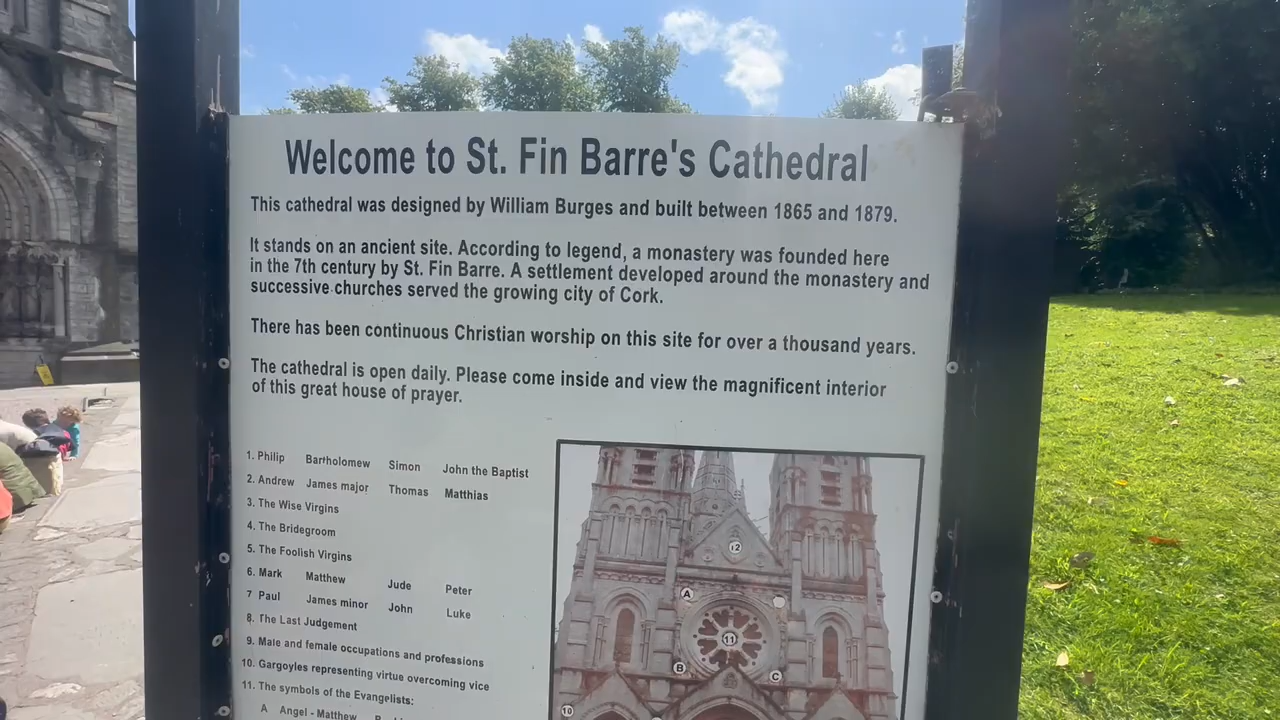 Welcome to St. Fin Barre's Cathedral
This cathedral was designed by William Burges and built between 1865 and 1879.
It stands on an ancient site. According to legend, a monastery was founded here
in the 7th century by St. Fin Barre. A settlement developed around the monastery and
successive churches served the growing city of Cork.
There has been continuous Christian worship on this site for over a thousand years.
The cathedral is open daily. Please come inside and view the magnificent interior
of this great house of prayer.
1. Philip Bartholomew Simon John the Baptist
2. Andrew James major Thomas Matthias
3. The Wise Virgins
4. The Bridegroom
5. The Foolish Virgins
6. Mark Matthew Jude Peter
7 Paul James minor John Luke
8. The Last Judgement
9. Male and female occupations and professions
10. Gargoyles representing virtue overcoming vice
11. The symbols of the Evangelists:
A Angel - Matthew
12
A
11
B
C
10